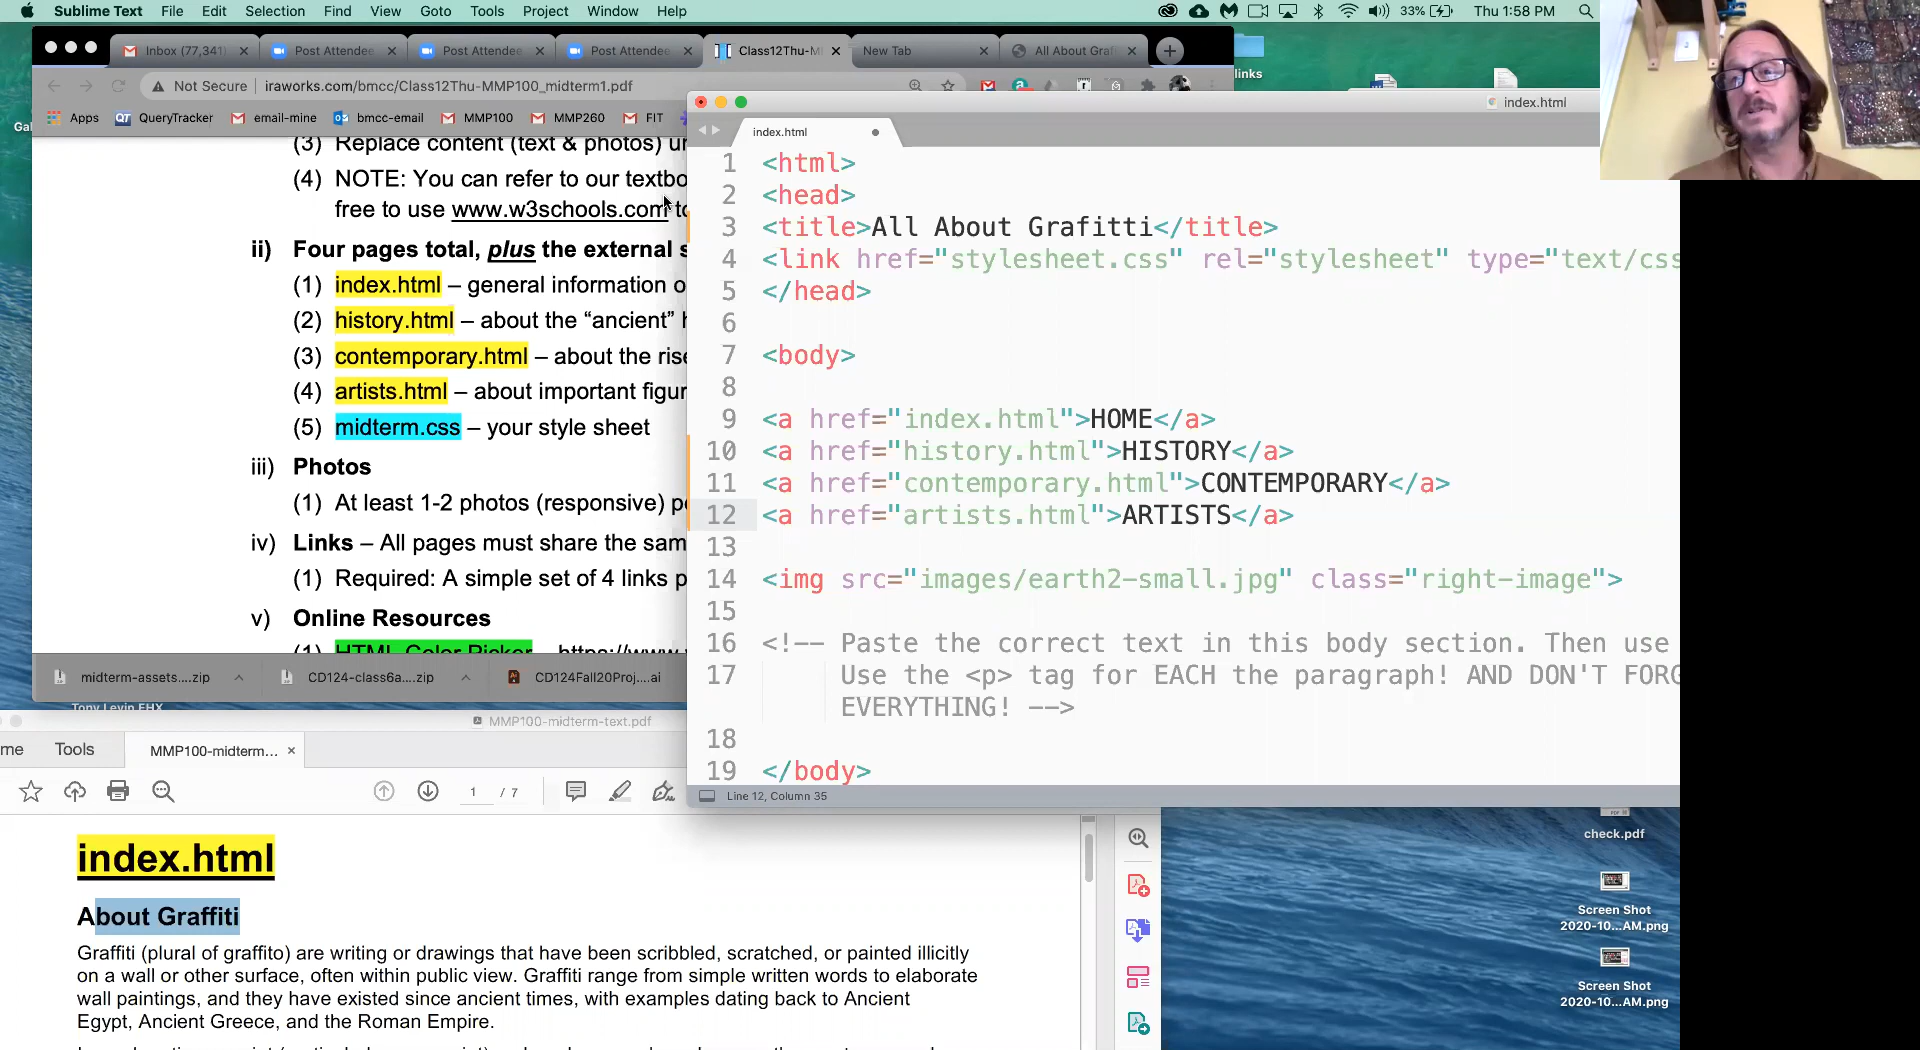 Sublime Text File Edit Selection Find View Goto Tools Project Window Help 33% Thu 1:58 PM
Inbox (77,341) Post Attendee Post Attendee Post Attendee Class12Thu-M New Tab All About Graf
links
Not Secure iraworks.com/bmcc/Class12Thu-MMP100_midterm1.pdf
Apps QueryTracker email-mine bmcc-email MMP100 MMP260 FIT
Gal
(3) Replace content (text & photos) u
(4) NOTE: You can refer to our textbo
free to use www.w3schools.com to
ii) Four pages total, plus the external s
(1) index.html – general information o
(2) history.html – about the “ancient” h
(3) contemporary.html – about the rise
(4) artists.html – about important figur
(5) midterm.css – your style sheet
iii) Photos
(1) At least 1-2 photos (responsive) pe
iv) Links – All pages must share the sam
(1) Required: A simple set of 4 links p
v) Online Resources
(1) HTML Color Picker – https://www.
midterm-assets....zip CD124-class6a....zip CD124Fall20Proj....ai
Tony Levin FHX
index.html
index.html
1 <html>
2 <head>
3 <title>All About Grafitti</title>
4 <link href="stylesheet.css" rel="stylesheet" type="text/css
5 </head>
6
7 <body>
8
9 <a href="index.html">HOME</a>
10 <a href="history.html">HISTORY</a>
11 <a href="contemporary.html">CONTEMPORARY</a>
12 <a href="artists.html">ARTISTS</a>
13
14 <img src="images/earth2-small.jpg" class="right-image">
15
16 <!-- Paste the correct text in this body section. Then use
17 Use the <p> tag for EACH the paragraph! AND DON'T FORG
EVERYTHING! -->
18
19 </body>
Line 12, Column 35
MMP100-midterm-text.pdf
me Tools MMP100-midterm... ×
1 / 7
index.html
About Graffiti
Graffiti (plural of graffito) are writing or drawings that have been scribbled, scratched, or painted illicitly
on a wall or other surface, often within public view. Graffiti range from simple written words to elaborate
wall paintings, and they have existed since ancient times, with examples dating back to Ancient
Egypt, Ancient Greece, and the Roman Empire.
check.pdf
Screen Shot
2020-10...AM.png
Screen Shot
2020-10...AM.png